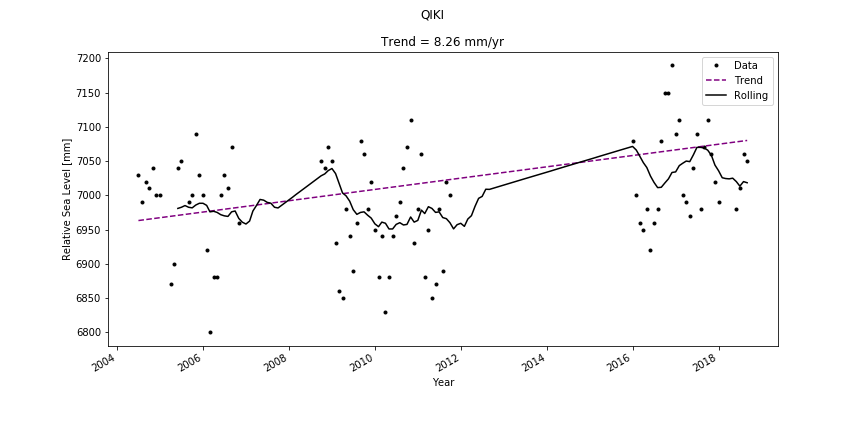 QIKI
Trend = 8.26 mm/yr
7200
7150
7100
7050
7000
6950
6900
6850
6800
Relative Sea Level [mm]
Data
Trend
Rolling
2004
2006
2008
2010
2012
2014
2016
2018
Year